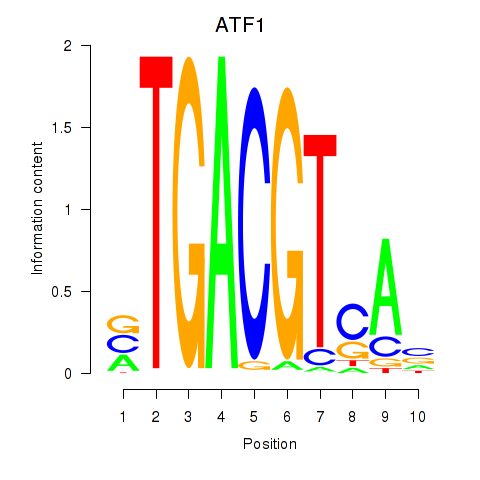 ATF1
2
1.5
1
0.5
0
Information content
G C A T
T
G
A
C G
G A
T C A
C G T A
A C G T
C G A T
1 2 3 4 5 6 7 8 9 10
Position